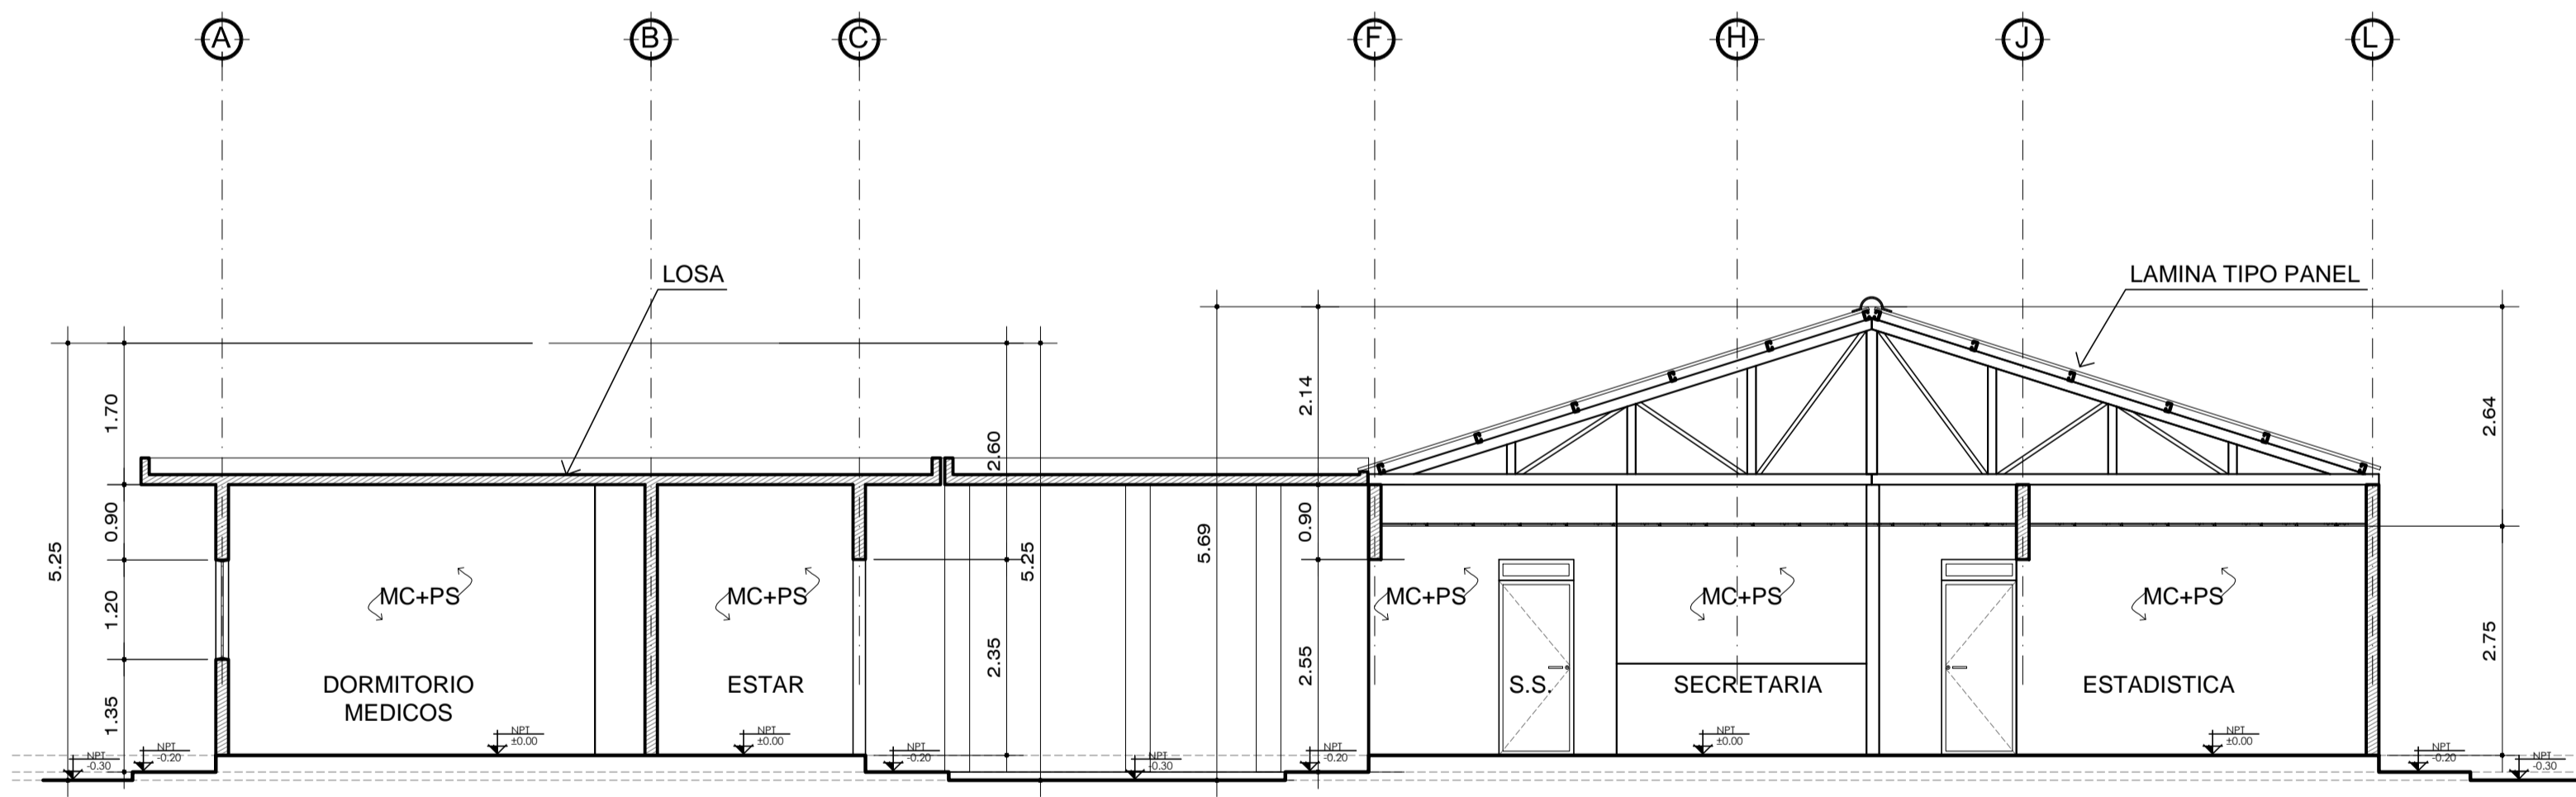 A B C F H J L
LOSA
LAMINA TIPO PANEL
1.70
2.60
2.14
2.64
0.90
0.90
5.25
5.25
5.69
1.20
MC+PS
MC+PS
MC+PS
MC+PS
MC+PS
1.35
2.35
2.55
2.75
DORMITORIO
MEDICOS
ESTAR
S.S.
SECRETARIA
ESTADISTICA
NPT
-0.30
NPT
-0.20
NPT
±0.00
NPT
±0.00
NPT
-0.20
NPT
-0.30
NPT
-0.20
NPT
±0.00
NPT
±0.00
NPT
-0.20
NPT
-0.30